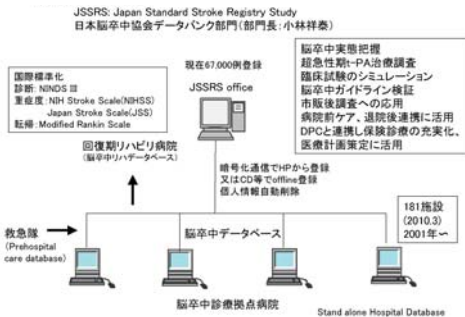 JSSRS: Japan Standard Stroke Registry Study
日本脳卒中協会データバンク部門(部門長:小林祥泰)
国際標準化
診断: NINDS Ⅲ
重症度: NIH Stroke Scale(NIHSS)
Japan Stroke Scale(JSS)
転帰: Modified Rankin Scale
現在67.000例登録
JSSRS office
脳卒中実態把握
超急性期t-PA治療調査
臨床試験のシミュレーション
脳卒中ガイドライン検証
市販後調査への応用
病院前ケア、退院後連携に活用
DPCと連携し保険診療の充実化、
医療計画策定に活用
回復期リハビリ病院
(脳卒中リハデータベース)
暗号化通信でHPから登録
又はCD等でoffline登録
個人情報自動削除
181施設
(2010.3)
2001年~
救急隊
(Prehospital
care database)
脳卒中データベース
脳卒中診療拠点病院
Stand alone Hospital Database